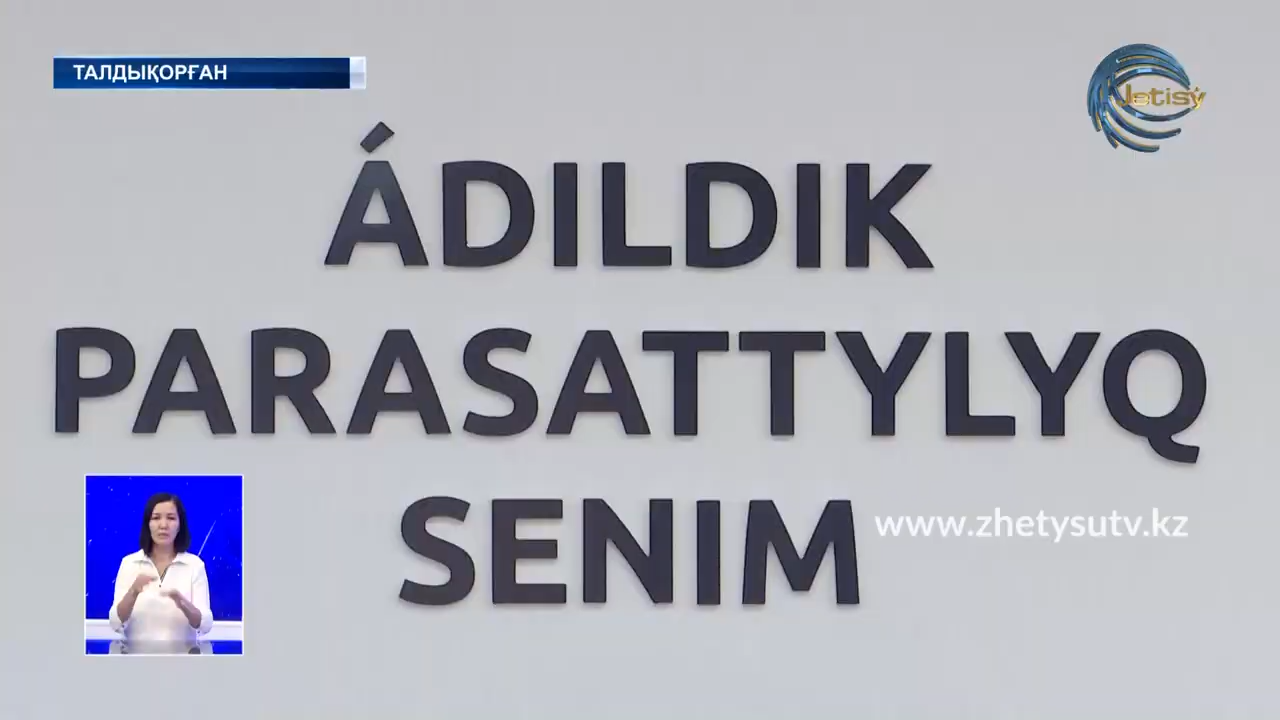 ТАЛДЫҚОРҒАН
Jetisý
ÁDILDIK
PARASATTYLYQ
SENIM
www.zhetysutv.kz